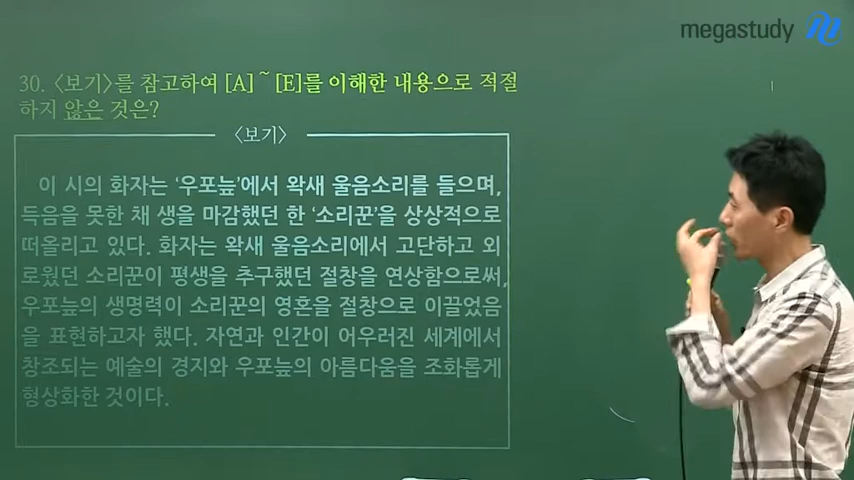 megastudy
30. 〈보기〉를 참고하여 [A] ~ [E]를 이해한 내용으로 적절
하지 않은 것은?
〈보기〉
이 시의 화자는 ‘우포늪’에서 왁새 울음소리를 들으며,
득음을 못한 채 생을 마감했던 한 ‘소리꾼’을 상상적으로
떠올리고 있다. 화자는 왁새 울음소리에서 고단하고 외
로웠던 소리꾼이 평생을 추구했던 절창을 연상함으로써,
우포늪의 생명력이 소리꾼의 영혼을 절창으로 이끌었음
을 표현하고자 했다. 자연과 인간이 어우러진 세계에서
창조되는 예술의 경지와 우포늪의 아름다움을 조화롭게
형상화한 것이다.